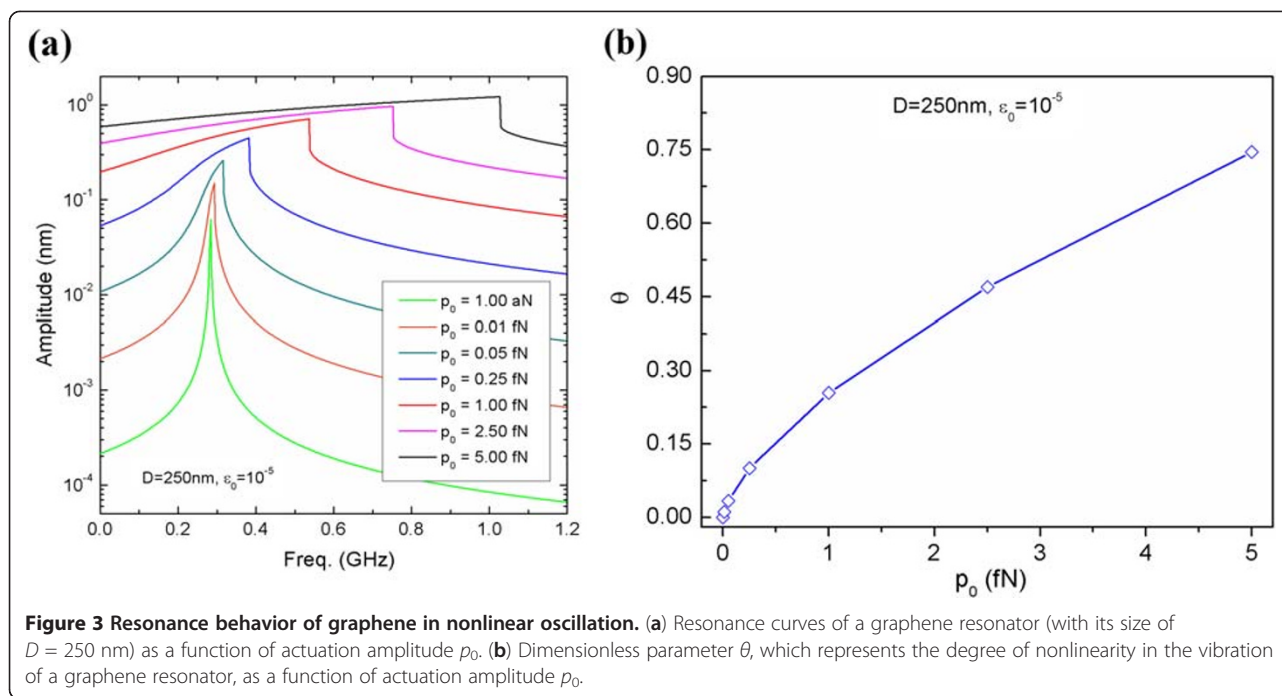 (a)
10⁰
10⁻¹
10⁻²
10⁻³
10⁻⁴
Amplitude (nm)
p₀ = 1.00 aN
p₀ = 0.01 fN
p₀ = 0.05 fN
p₀ = 0.25 fN
p₀ = 1.00 fN
p₀ = 2.50 fN
p₀ = 5.00 fN
D=250nm, ε₀=10⁻⁵
0.0 0.2 0.4 0.6 0.8 1.0 1.2
Freq. (GHz)
(b)
0.90
0.75
0.60
0.45
0.30
0.15
0.00
θ
D=250nm, ε₀=10⁻⁵
0 1 2 3 4 5
p₀ (fN)
Figure 3 Resonance behavior of graphene in nonlinear oscillation. (a) Resonance curves of a graphene resonator (with its size of
D = 250 nm) as a function of actuation amplitude p₀. (b) Dimensionless parameter θ, which represents the degree of nonlinearity in the vibration
of a graphene resonator, as a function of actuation amplitude p₀.